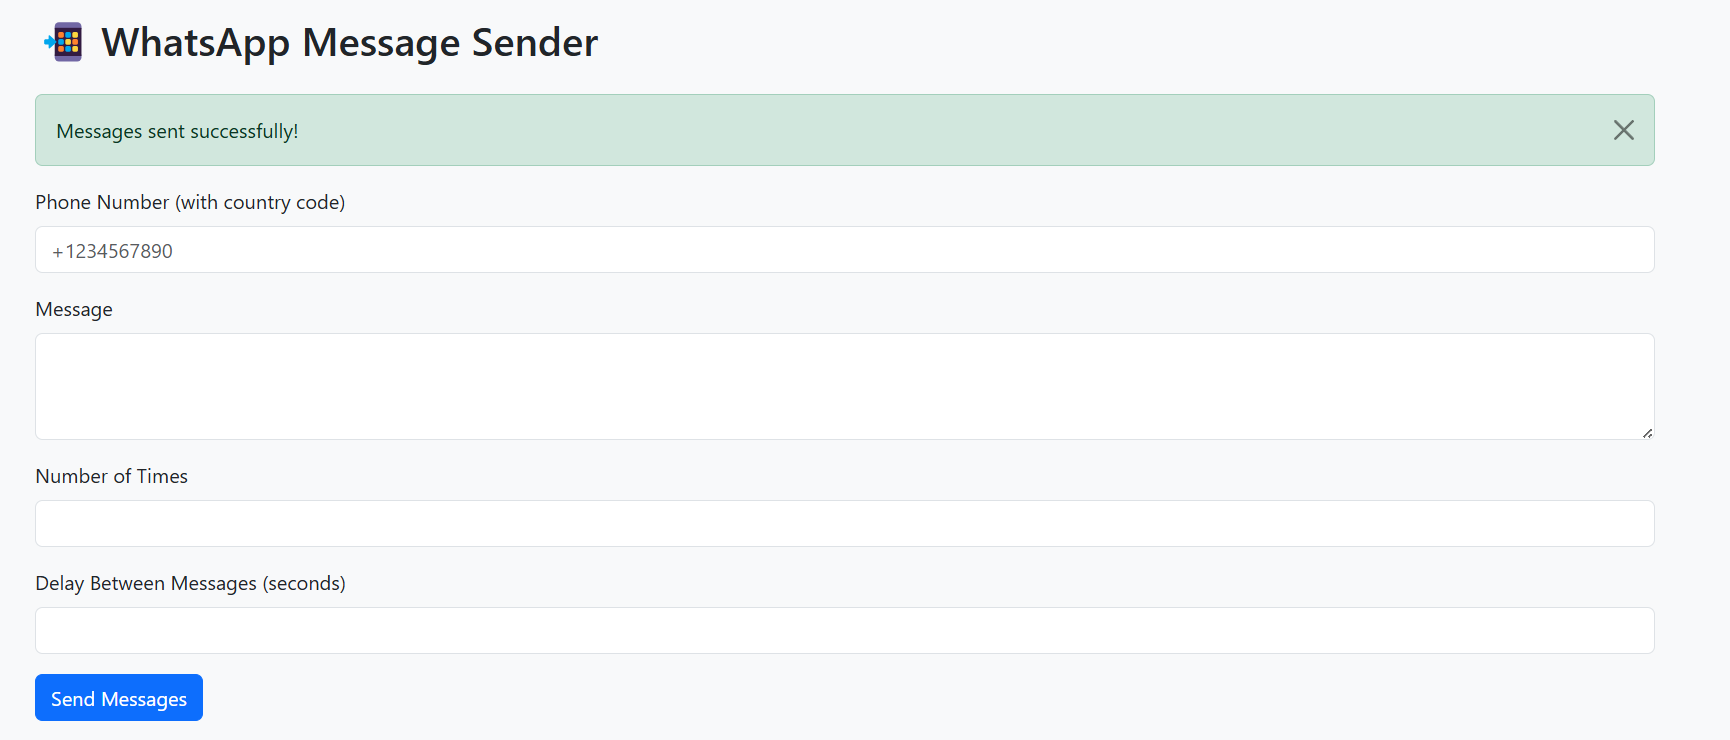 WhatsApp Message Sender
Messages sent successfully!
Phone Number (with country code)
+1234567890
Message
Number of Times
Delay Between Messages (seconds)
Send Messages